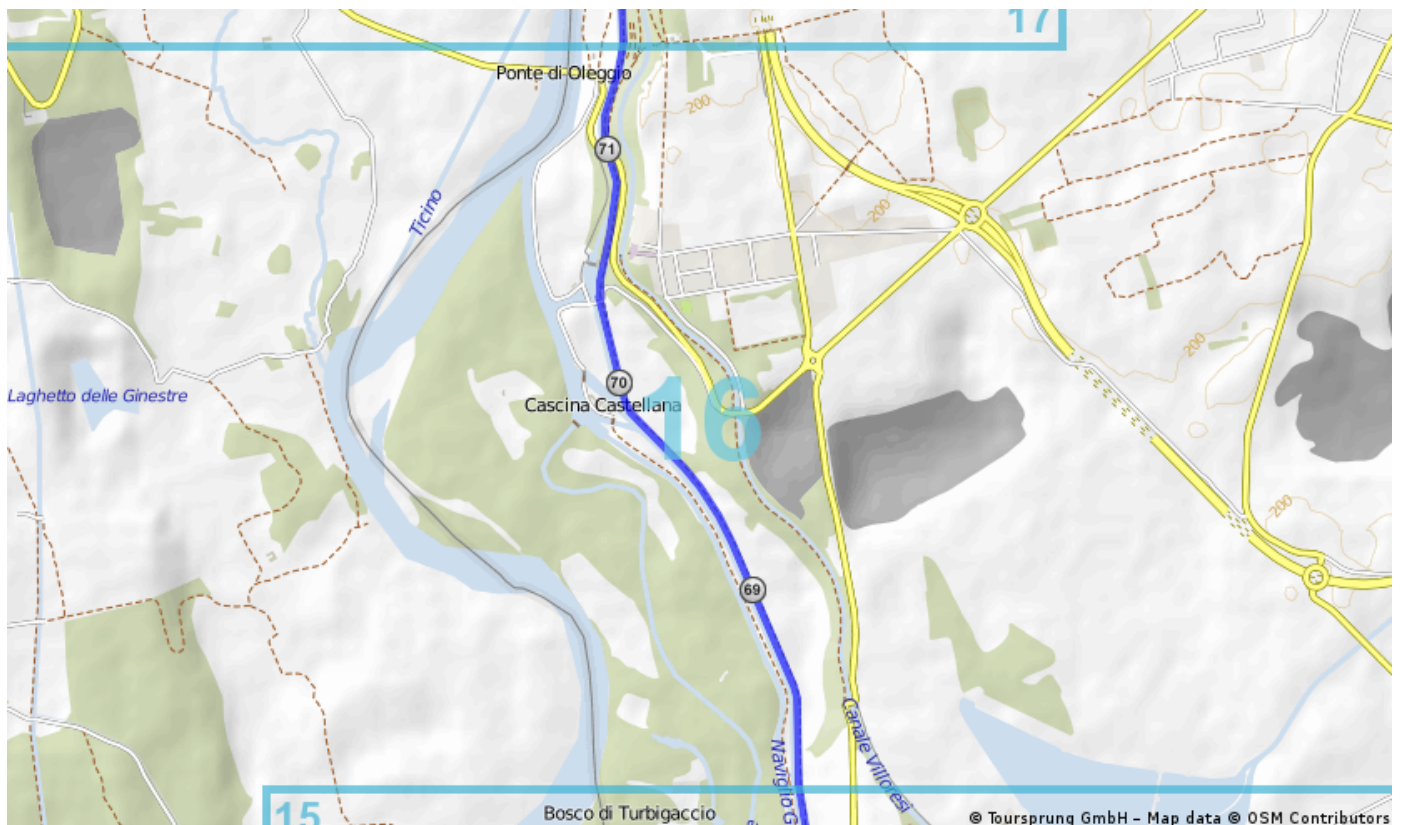 17
Ponte di Oleggio
200
71
Ticino
200
200
70
Laghetto delle Ginestre
Cascina Castellana
16
200
69
Canale Villoresi
Naviglio G
15
Bosco di Turbigaccio
© Toursprung GmbH – Map data © OSM Contributors